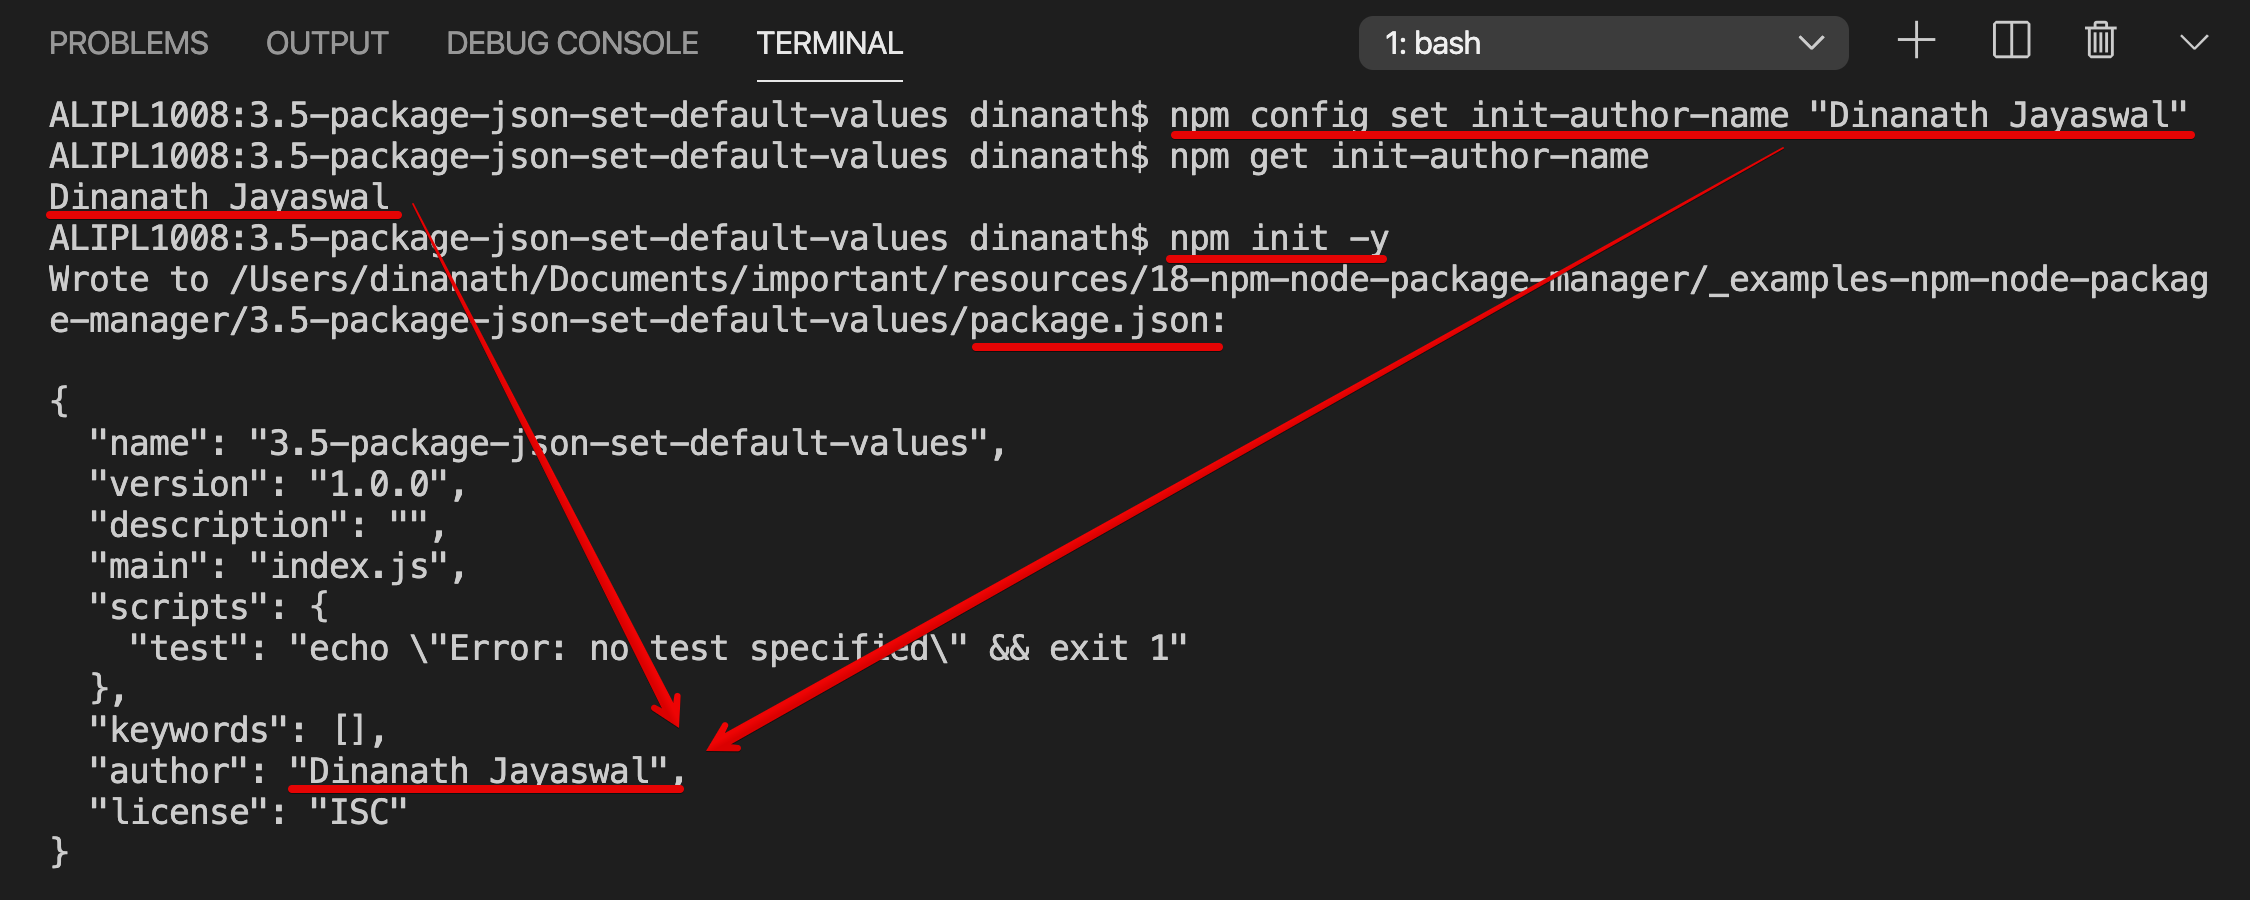 PROBLEMS OUTPUT DEBUG CONSOLE TERMINAL 1: bash
ALIPL1008:3.5-package-json-set-default-values dinanath$ npm config set init-author-name "Dinanath Jayaswal"
ALIPL1008:3.5-package-json-set-default-values dinanath$ npm get init-author-name
Dinanath Jayaswal
ALIPL1008:3.5-package-json-set-default-values dinanath$ npm init -y
Wrote to /Users/dinanath/Documents/important/resources/18-npm-node-package-manager/_examples-npm-node-packag
e-manager/3.5-package-json-set-default-values/package.json:
{
  "name": "3.5-package-json-set-default-values",
  "version": "1.0.0",
  "description": "",
  "main": "index.js",
  "scripts": {
    "test": "echo \"Error: no test specified\" && exit 1"
  },
  "keywords": [],
  "author": "Dinanath Jayaswal",
  "license": "ISC"
}